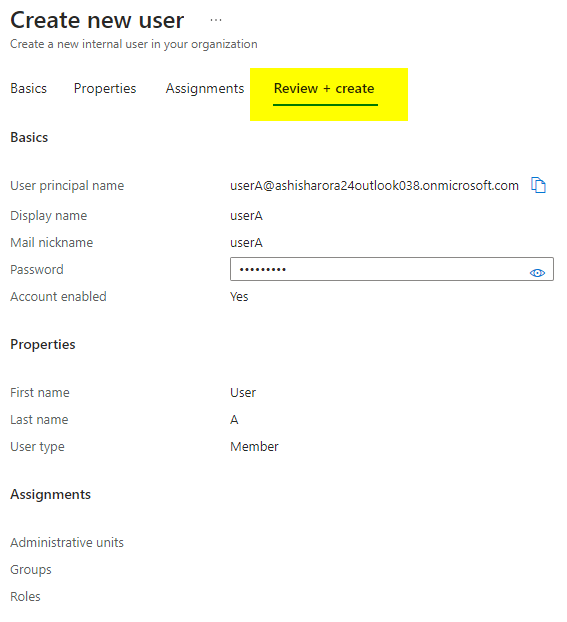 Create new user ...
Create a new internal user in your organization
Basics Properties Assignments Review + create
Basics
User principal name userA@ashisharora24outlook038.onmicrosoft.com
Display name userA
Mail nickname userA
Password •••••••••
Account enabled Yes
Properties
First name User
Last name A
User type Member
Assignments
Administrative units
Groups
Roles